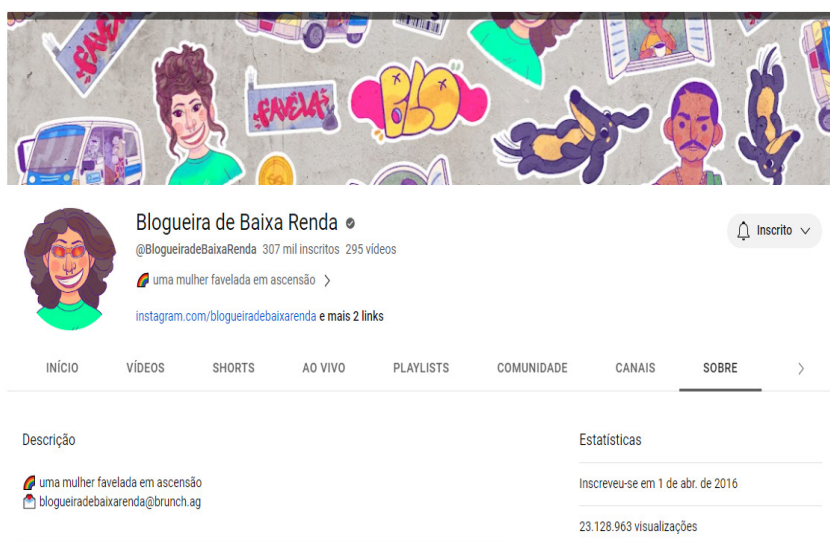 FAVELA
FAVELA
BLO
Blogueira de Baixa Renda
@BlogueiradeBaixaRenda 307 mil inscritos 295 vídeos
🌈 uma mulher favelada em ascensão >
instagram.com/blogueiradebaixarenda e mais 2 links
Inscrito
INÍCIO VÍDEOS SHORTS AO VIVO PLAYLISTS COMUNIDADE CANAIS SOBRE >
Descrição
🌈 uma mulher favelada em ascensão
📩 blogueiradebaixarenda@brunch.ag
Estatísticas
Inscreveu-se em 1 de abr. de 2016
23.128.963 visualizações